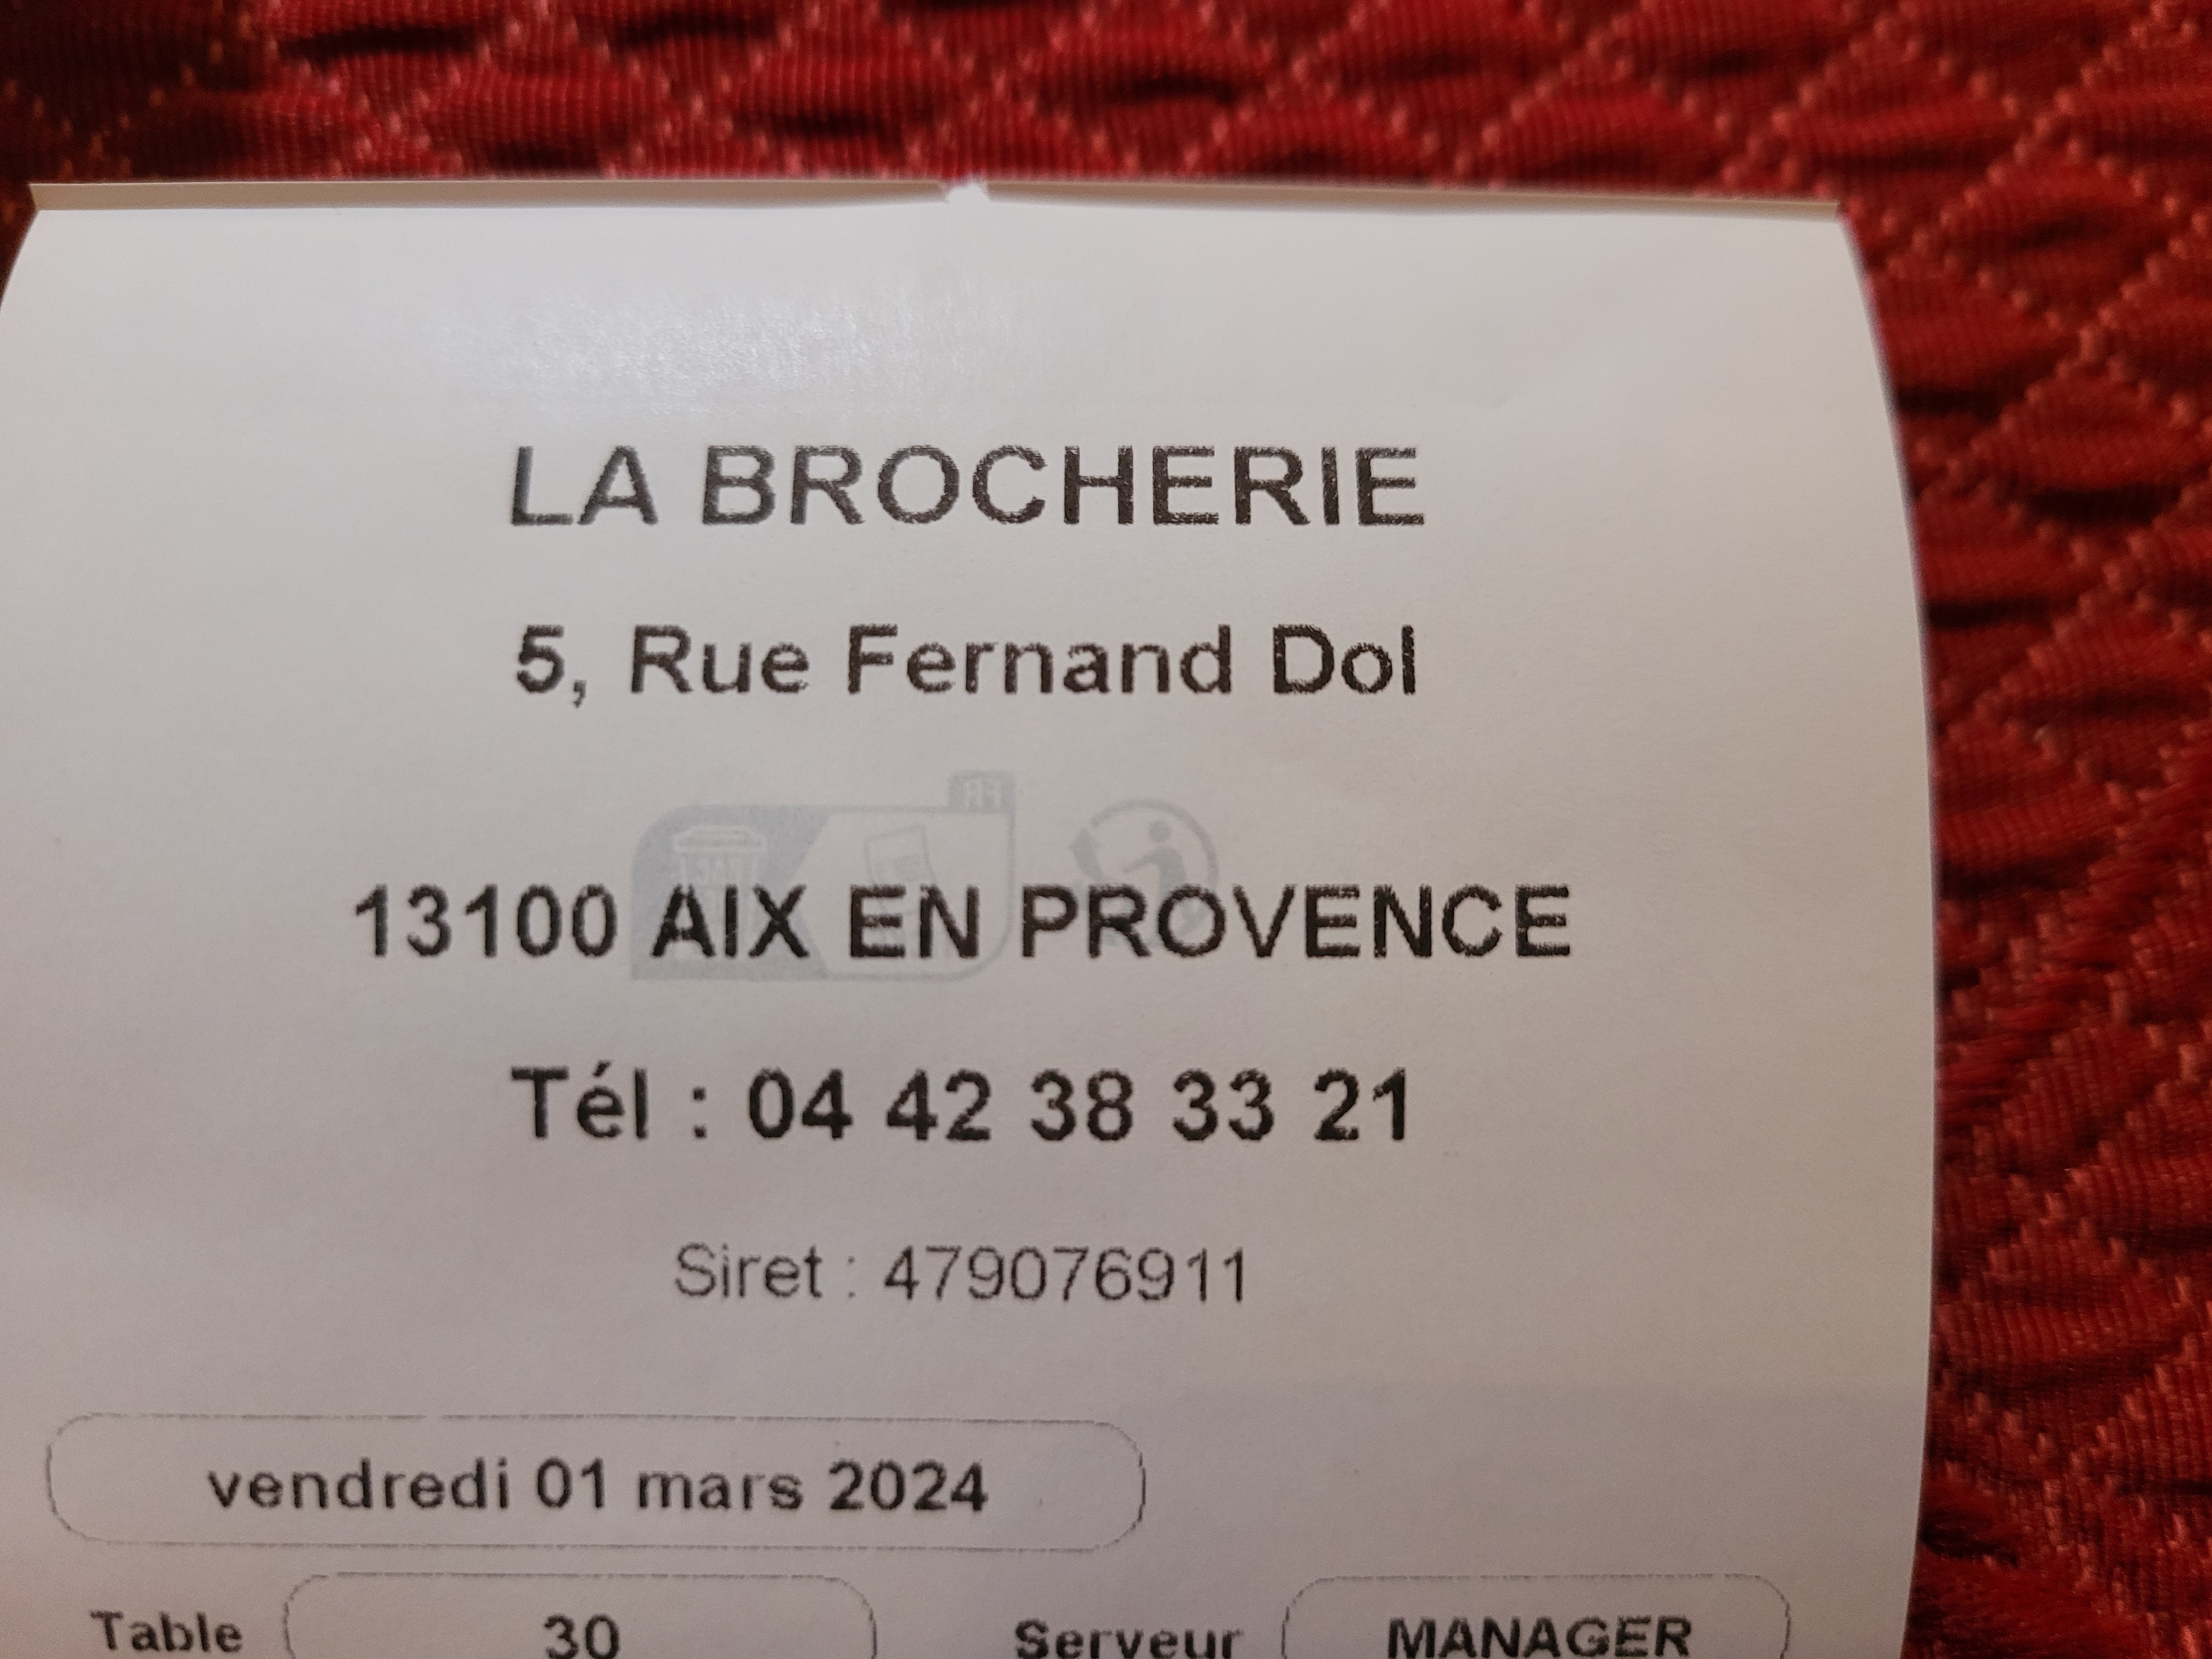 LA BROCHERIE
5, Rue Fernand Dol
13100 AIX EN PROVENCE
Tél : 04 42 38 33 21
Siret : 479076911
vendredi 01 mars 2024
Table 30 Serveur MANAGER